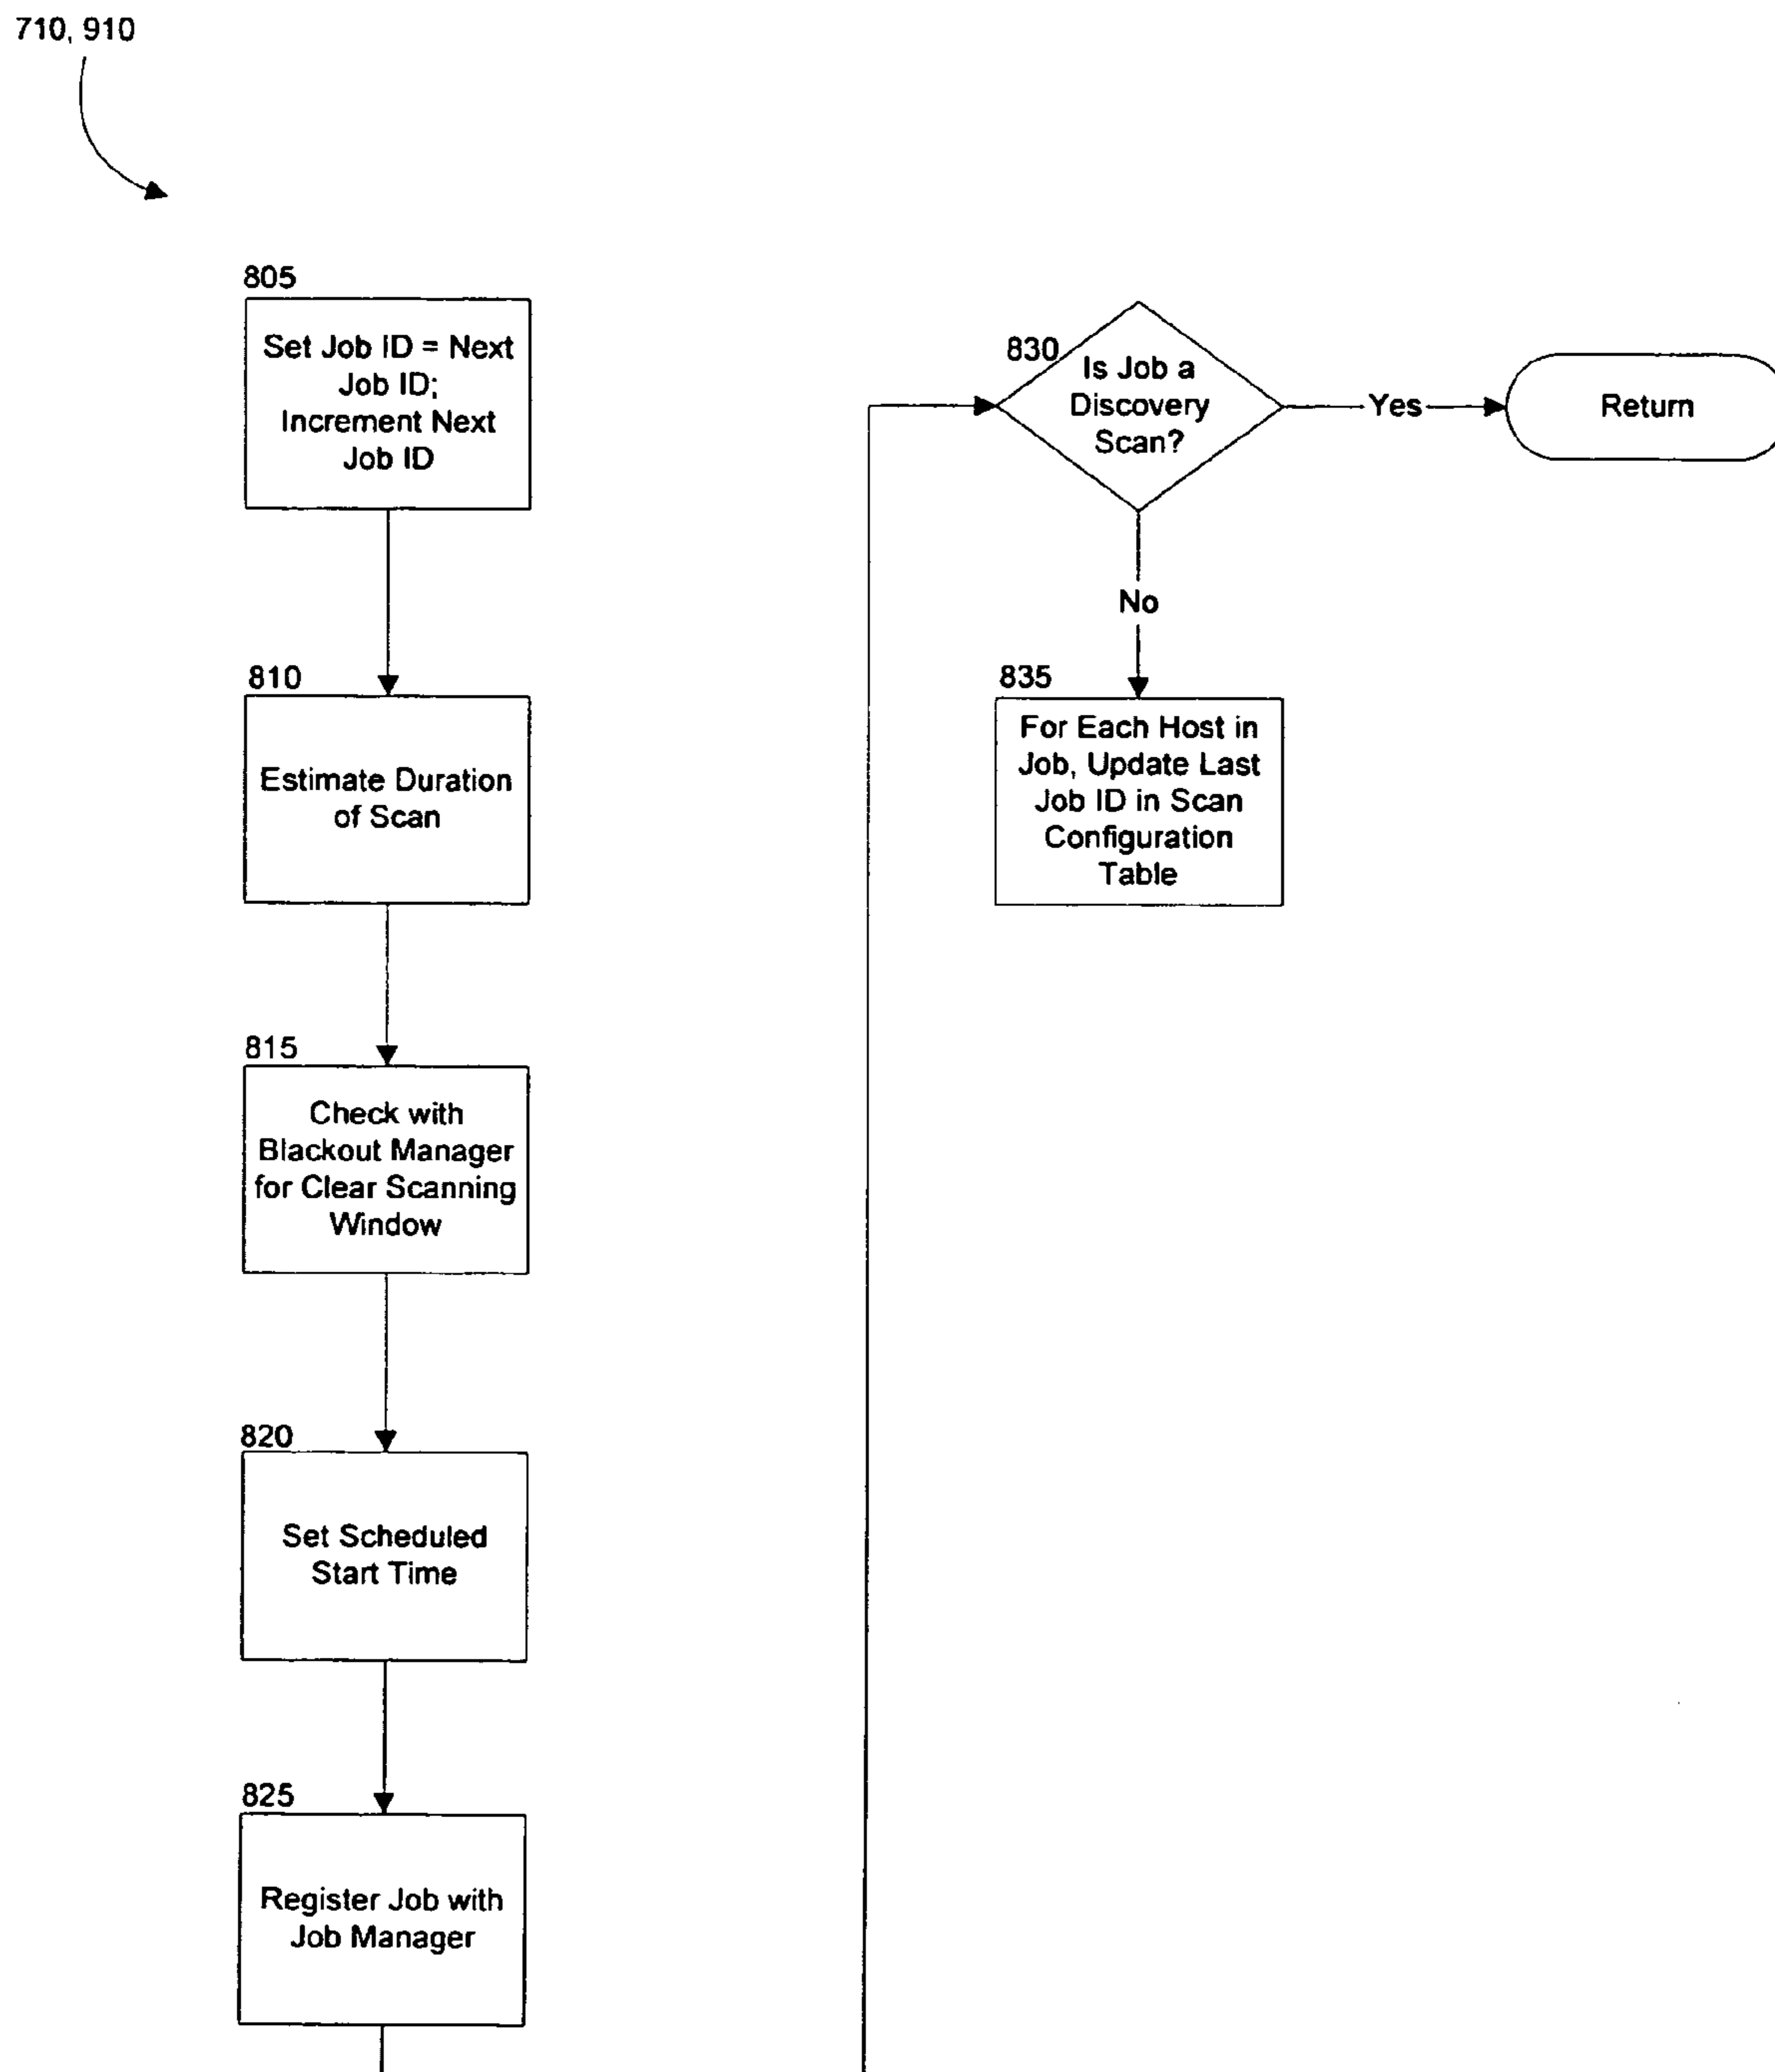 710, 910
805
Set Job ID = Next
Job ID;
Increment Next
Job ID
810
Estimate Duration
of Scan
815
Check with
Blackout Manager
for Clear Scanning
Window
820
Set Scheduled
Start Time
825
Register Job with
Job Manager
830
Is Job a
Discovery
Scan?
Yes
Return
No
835
For Each Host in
Job, Update Last
Job ID in Scan
Configuration
Table